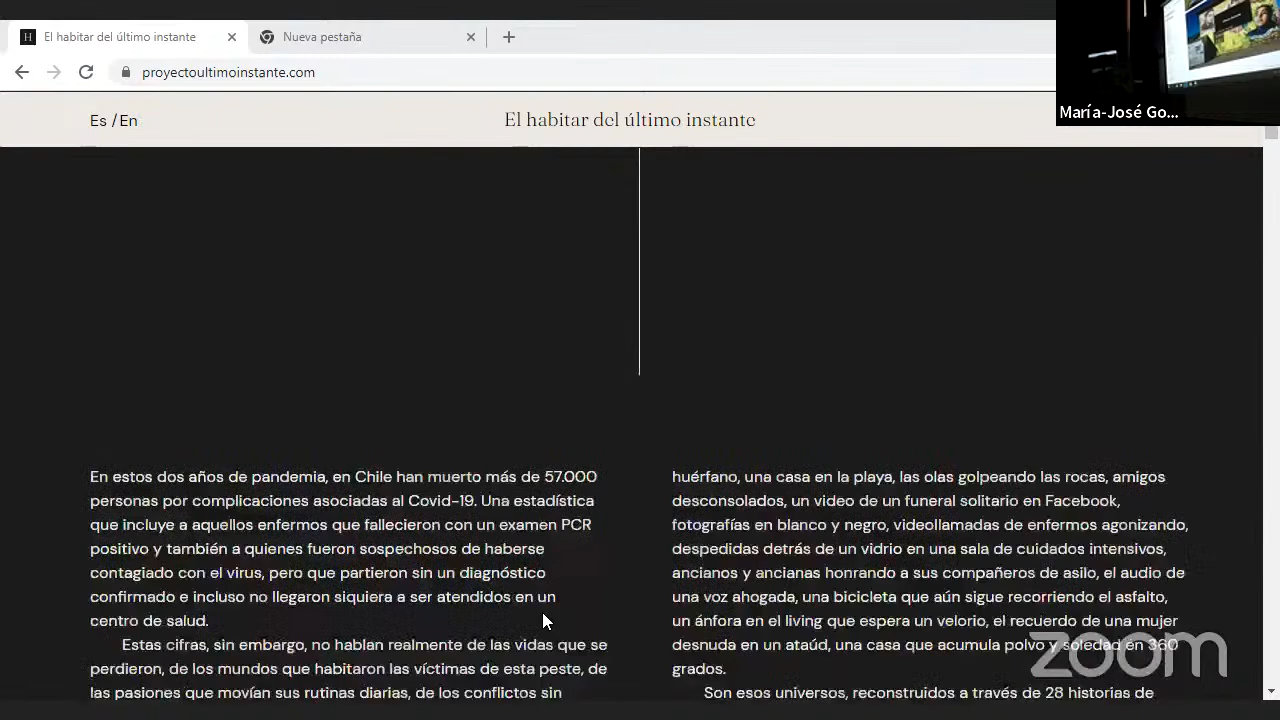 El habitar del último instante
Nueva pestaña
proyectoultimoinstante.com
María-José Go...
Es / En
El habitar del último instante
En estos dos años de pandemia, en Chile han muerto más de 57.000
personas por complicaciones asociadas al Covid-19. Una estadística
que incluye a aquellos enfermos que fallecieron con un examen PCR
positivo y también a quienes fueron sospechosos de haberse
contagiado con el virus, pero que partieron sin un diagnóstico
confirmado e incluso no llegaron siquiera a ser atendidos en un
centro de salud.
Estas cifras, sin embargo, no hablan realmente de las vidas que se
perdieron, de los mundos que habitaron las víctimas de esta peste, de
las pasiones que movían sus rutinas diarias, de los conflictos sin
huérfano, una casa en la playa, las olas golpeando las rocas, amigos
desconsolados, un video de un funeral solitario en Facebook,
fotografías en blanco y negro, videollamadas de enfermos agonizando,
despedidas detrás de un vidrio en una sala de cuidados intensivos,
ancianos y ancianas honrando a sus compañeros de asilo, el audio de
una voz ahogada, una bicicleta que aún sigue recorriendo el asfalto,
un ánfora en el living que espera un velorio, el recuerdo de una mujer
desnuda en un ataúd, una casa que acumula polvo y soledad en 360
grados.
Son esos universos, reconstruidos a través de 28 historias de
zoom